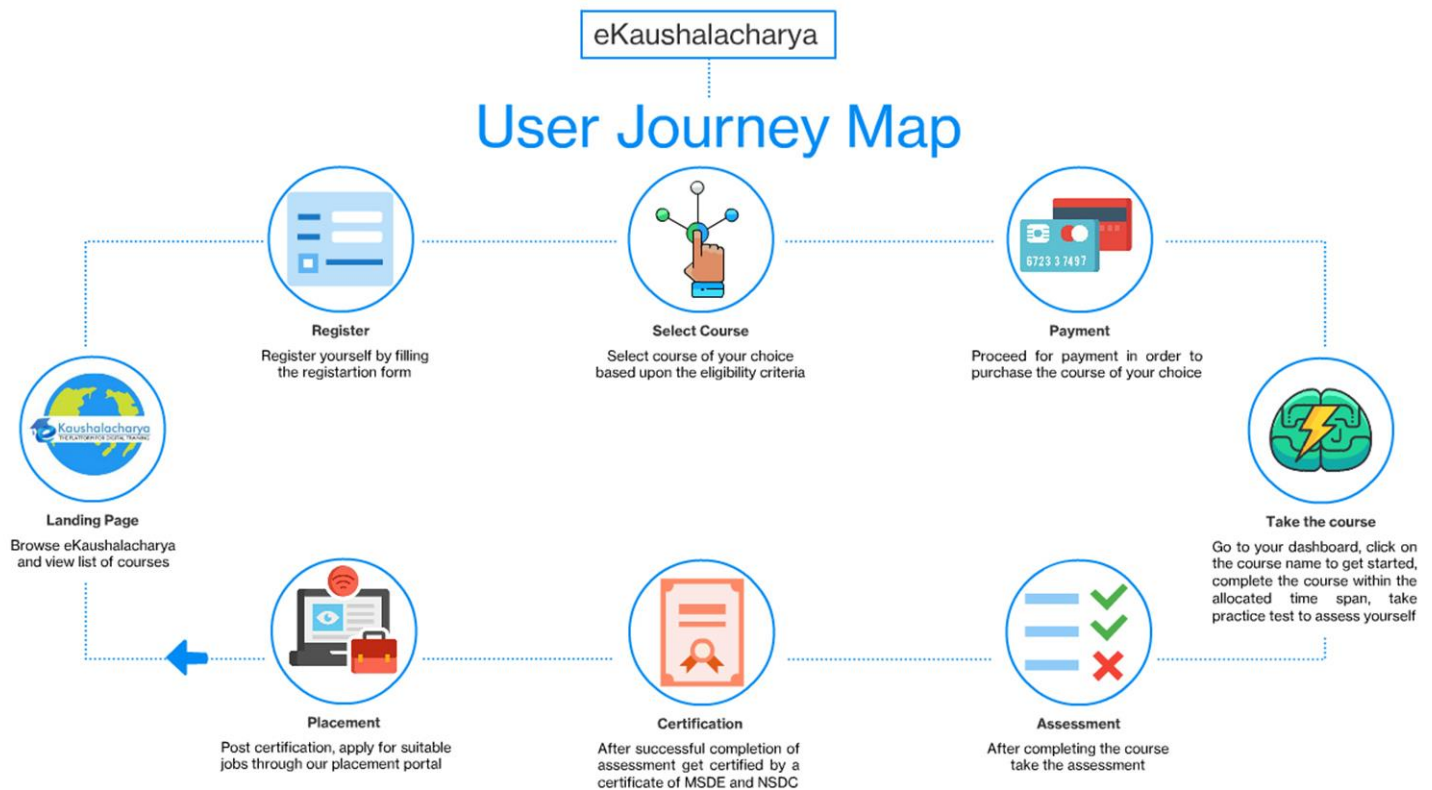 eKaushalacharya
User Journey Map
6723 3 7497
Register
Register yourself by filling
the registartion form
Select Course
Select course of your choice
based upon the eligibility criteria
Payment
Proceed for payment in order to
purchase the course of your choice
e Kaushalacharya
THE PLATFORM FOR DIGITAL TRAINING
Landing Page
Browse eKaushalacharya
and view list of courses
Take the course
Go to your dashboard, click on
the course name to get started,
complete the course within the
allocated time span, take
practice test to assess yourself
Placement
Post certification, apply for suitable
jobs through our placement portal
Certification
After successful completion of
assessment get certified by a
certificate of MSDE and NSDC
Assessment
After completing the course
take the assessment